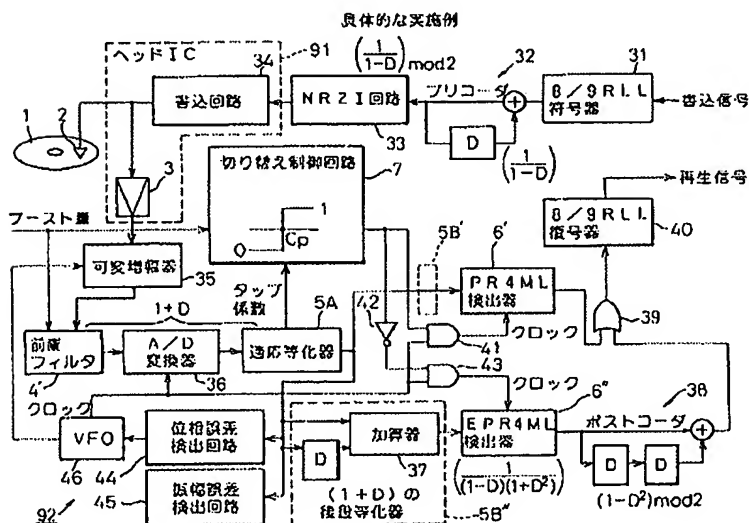 具体的な実施例
ヘッドIC
91
34
書込回路
(1/(1-D))mod2
NRZI回路
33
プリコーダ
32
D
(1/(1-D))
31
8/9RLL
符号器
書込信号
1
2
3
切り替え制御回路
7
1
0
Cp
再生信号
8/9RLL
復号器
40
ブースト量
可変増幅器
35
タップ
係数
5B'
6'
PR4ML
検出器
39
1+D
5A
42
クロック
41
前置
フィルタ
4'
A/D
変換器
36
適応等化器
43
クロック
6"
クロック
VFO
46
位相誤差
検出回路
44
加算器
37
D
EPR4ML
検出器
ポストコーダ
38
D
D
(1/((1-D)(1+D²)))
(1-D²)mod2
92
45
振幅誤差
検出回路
(1+D)の
後段等化器
5B"